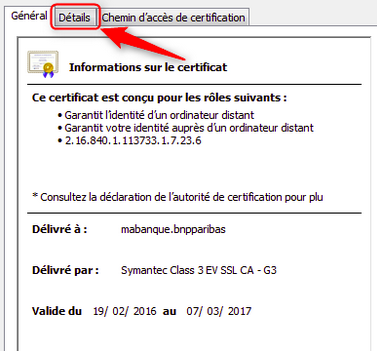 Général Détails Chemin d'accès de certification
Informations sur le certificat
Ce certificat est conçu pour les rôles suivants :
• Garantit l'identité d'un ordinateur distant
• Garantit votre identité auprès d'un ordinateur distant
• 2.16.840.1.113733.1.7.23.6
* Consultez la déclaration de l'autorité de certification pour plu
Délivré à : mabanque.bnpparibas
Délivré par : Symantec Class 3 EV SSL CA - G3
Valide du 19/ 02/ 2016 au 07/ 03/ 2017